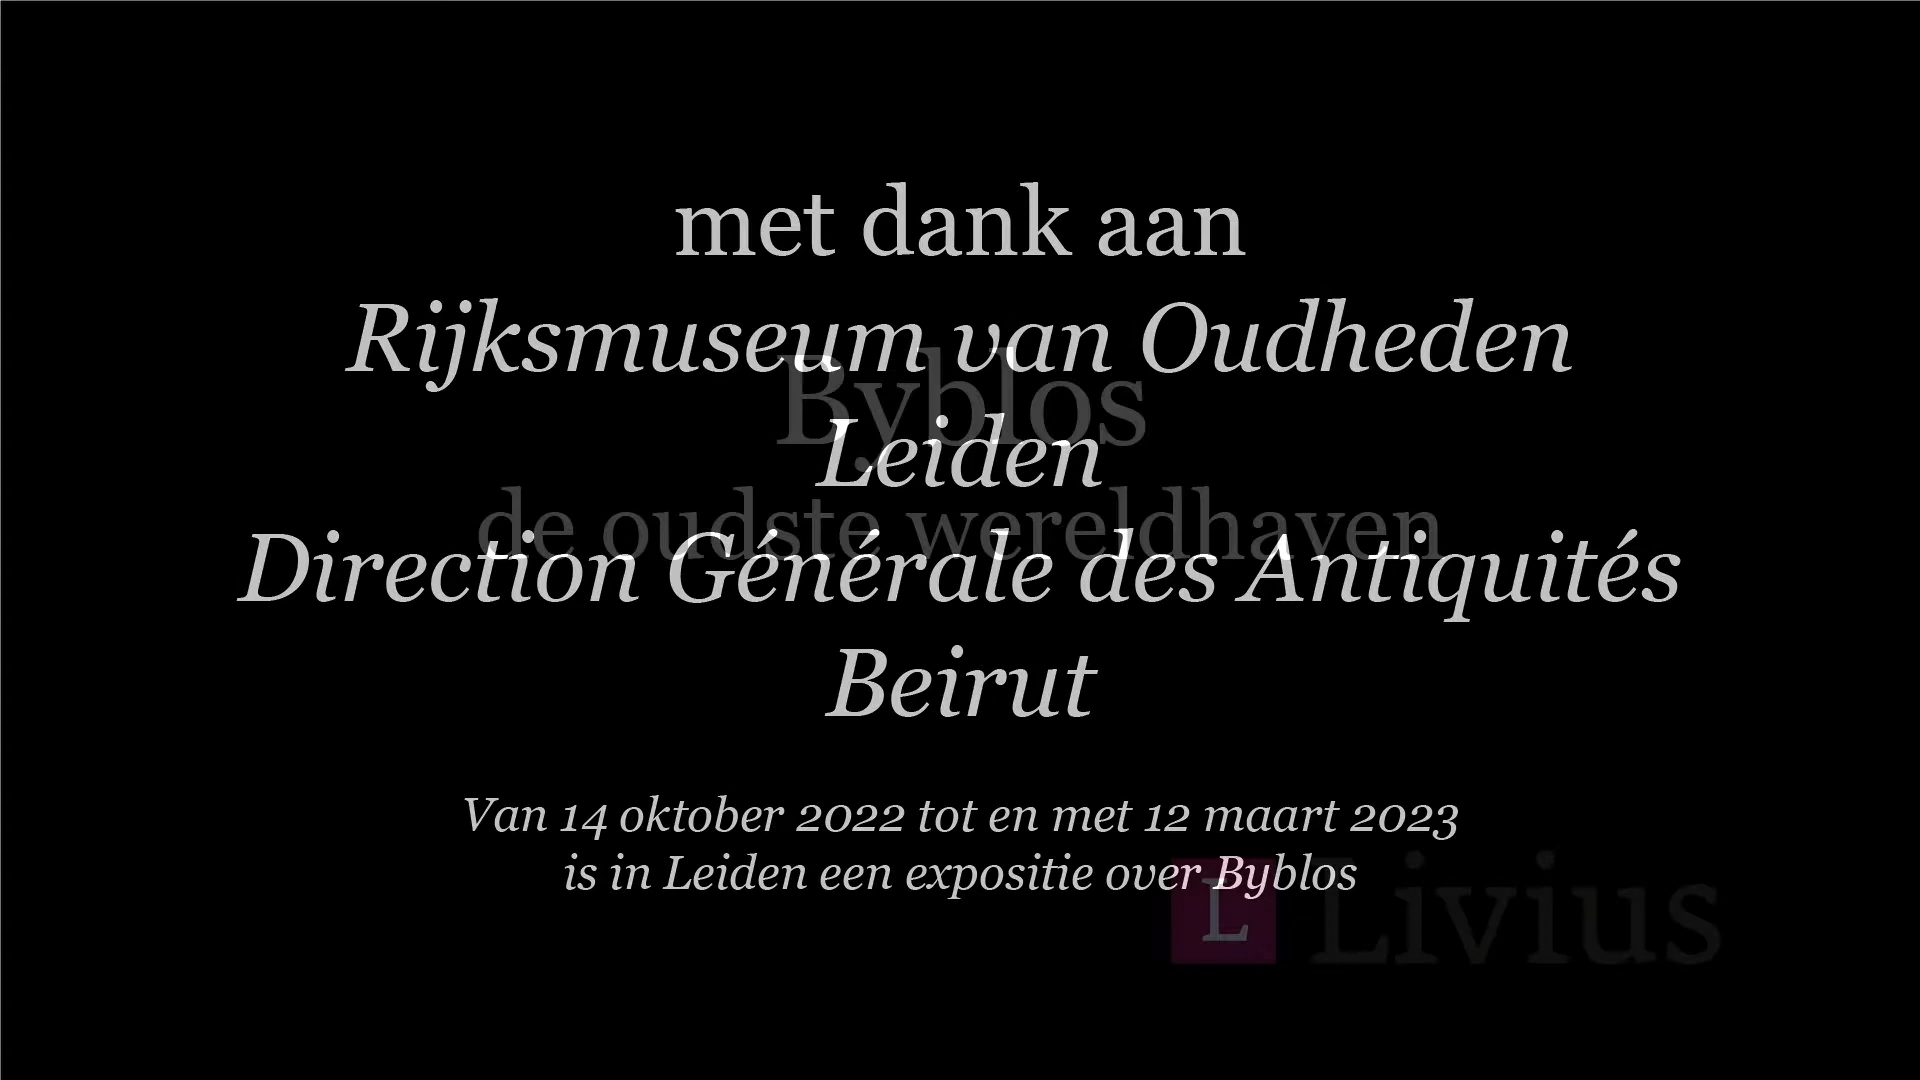 met dank aan
Rijksmuseum van Oudheden
Byblos
Leiden
de oudste wereldhaven
Direction Générale des Antiquités
Beirut
Van 14 oktober 2022 tot en met 12 maart 2023
is in Leiden een expositie over Byblos
L Livius